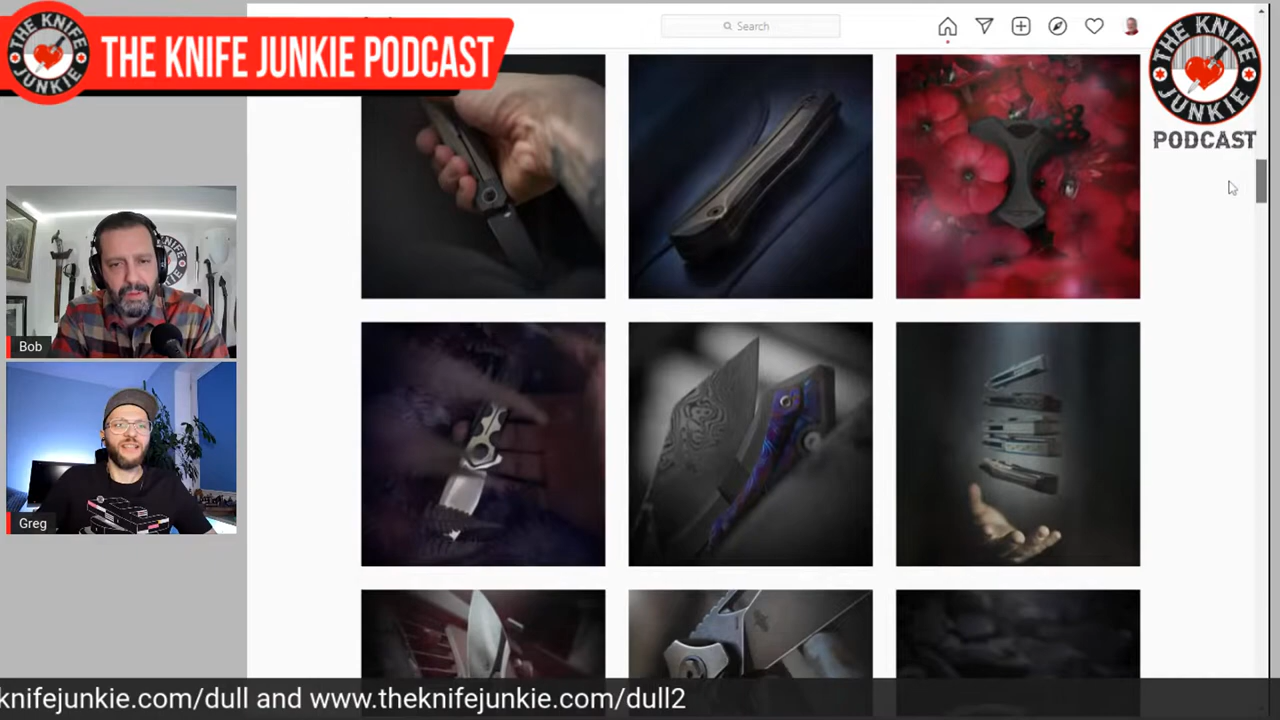 THE KNIFE
JUNKIE
THE KNIFE JUNKIE PODCAST
Search
THE KNIFE
JUNKIE
PODCAST
Bob
Greg
knifejunkie.com/dull and www.theknifejunkie.com/dull2